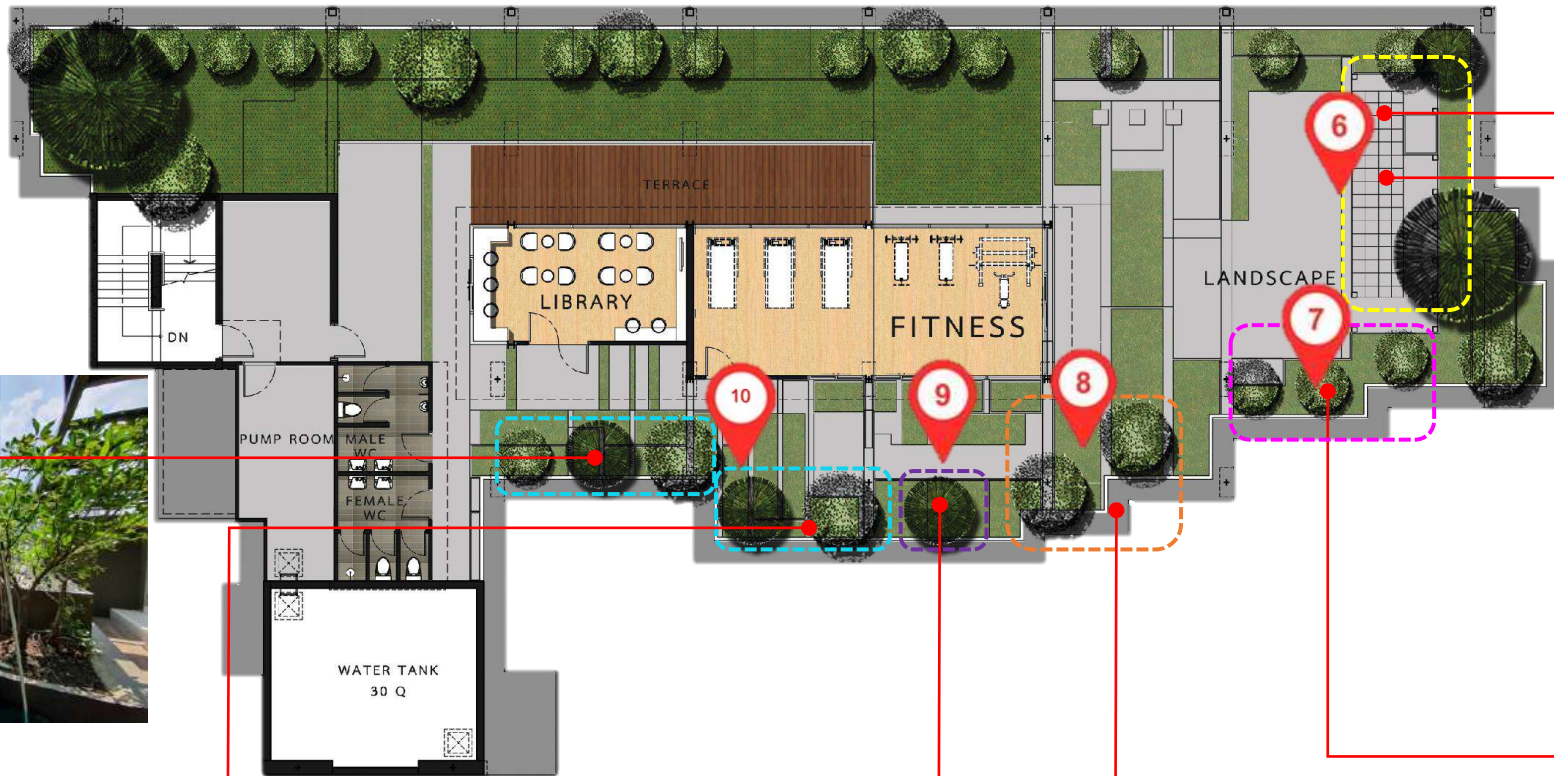 6
TERRACE
LANDSCAPE
LIBRARY
7
FITNESS
DN
8
10
9
PUMP ROOM
MALE
WC
FEMALE
WC
WATER TANK
30 Q